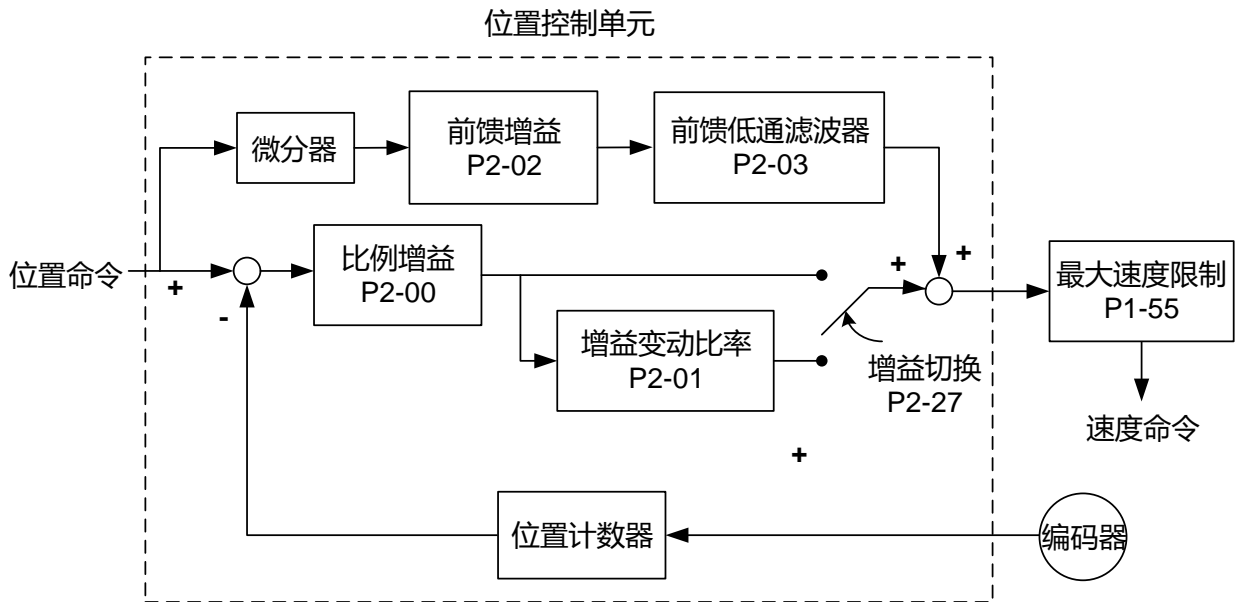 位置控制单元
微分器
前馈增益
P2-02
前馈低通滤波器
P2-03
位置命令
+
-
比例增益
P2-00
增益变动比率
P2-01
+
+
增益切换
P2-27
最大速度限制
P1-55
速度命令
+
位置计数器
编码器